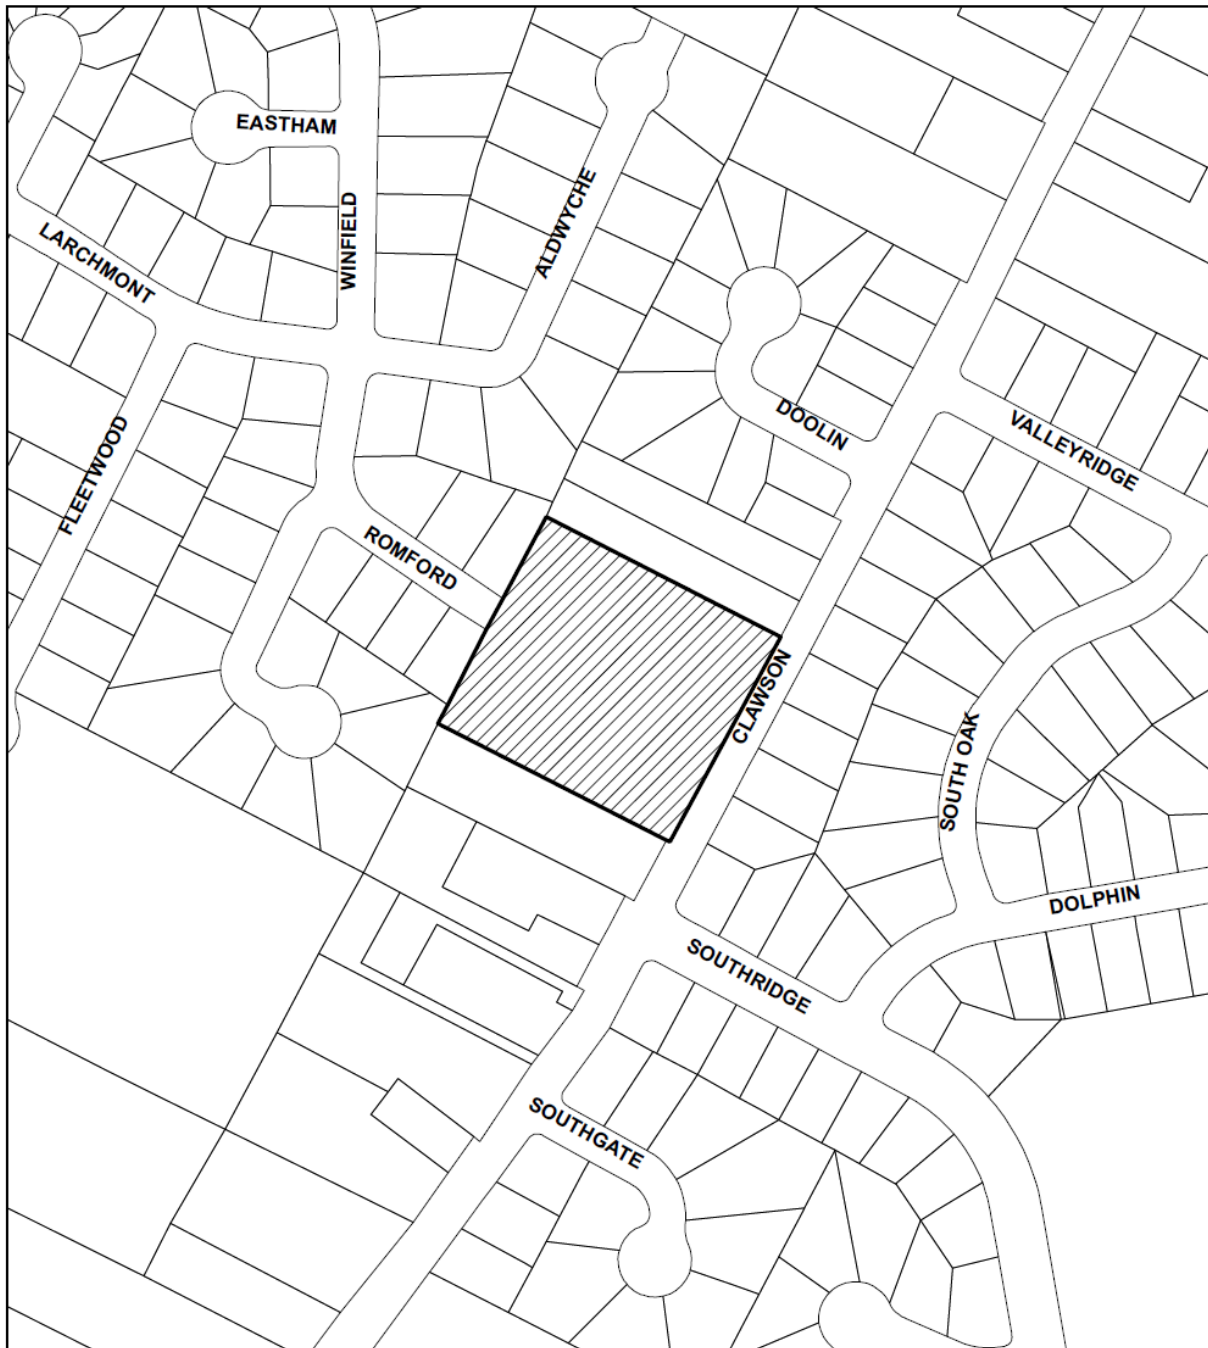 EASTHAM
WINFIELD
ALDWYCHE
LARCHMONT
DOOLIN
VALLEYRIDGE
FLEETWOOD
ROMFORD
CLAWSON
SOUTH OAK
DOLPHIN
SOUTHRIDGE
SOUTHGATE